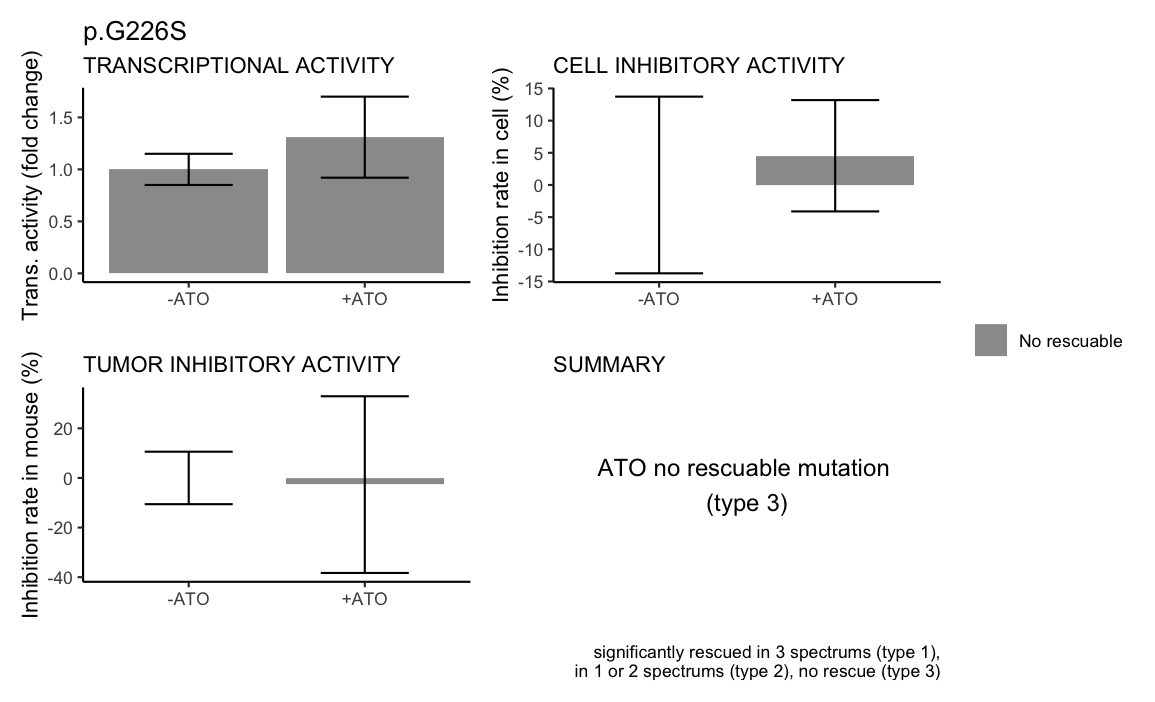 p.G226S
TRANSCRIPTIONAL ACTIVITY
Trans. activity (fold change)
1.5
1.0
0.5
0.0
-ATO
+ATO
CELL INHIBITORY ACTIVITY
Inhibition rate in cell (%)
15
10
5
0
-5
-10
-15
-ATO
+ATO
No rescuable
TUMOR INHIBITORY ACTIVITY
Inhibition rate in mouse (%)
20
0
-20
-40
-ATO
+ATO
SUMMARY
ATO no rescuable mutation
(type 3)
significantly rescued in 3 spectrums (type 1),
in 1 or 2 spectrums (type 2), no rescue (type 3)